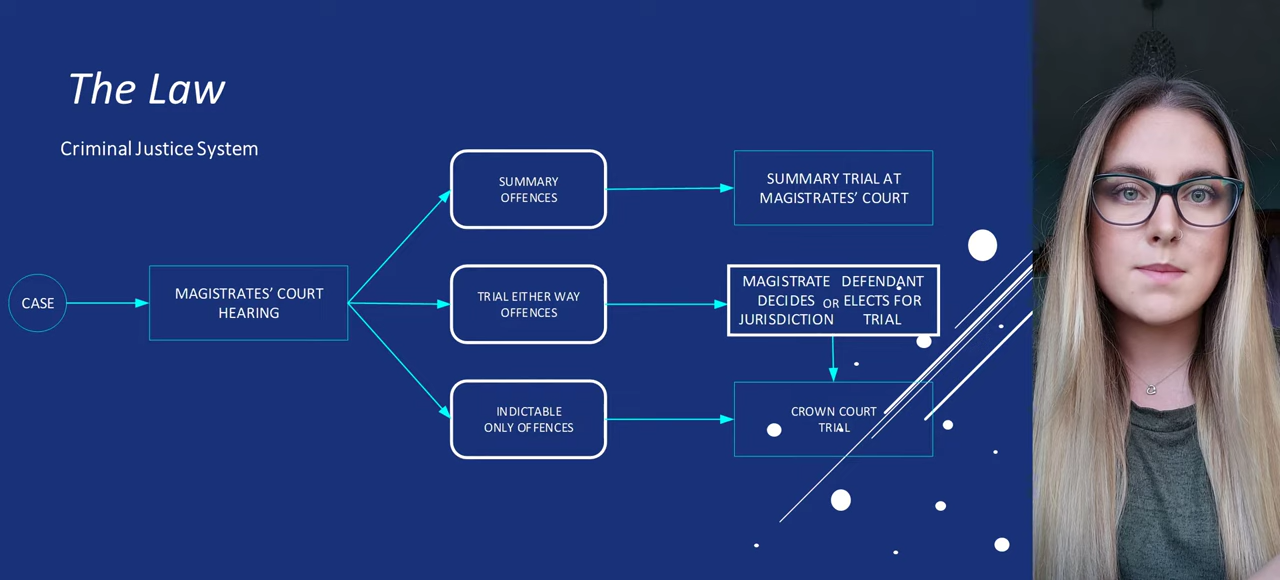 The Law
Criminal Justice System
CASE
MAGISTRATES’ COURT
HEARING
SUMMARY
OFFENCES
SUMMARY TRIAL AT
MAGISTRATES’ COURT
TRIAL EITHER WAY
OFFENCES
MAGISTRATE
DECIDES
JURISDICTION
OR
DEFENDANT
ELECTS FOR
TRIAL
INDICTABLE
ONLY OFFENCES
CROWN COURT
TRIAL